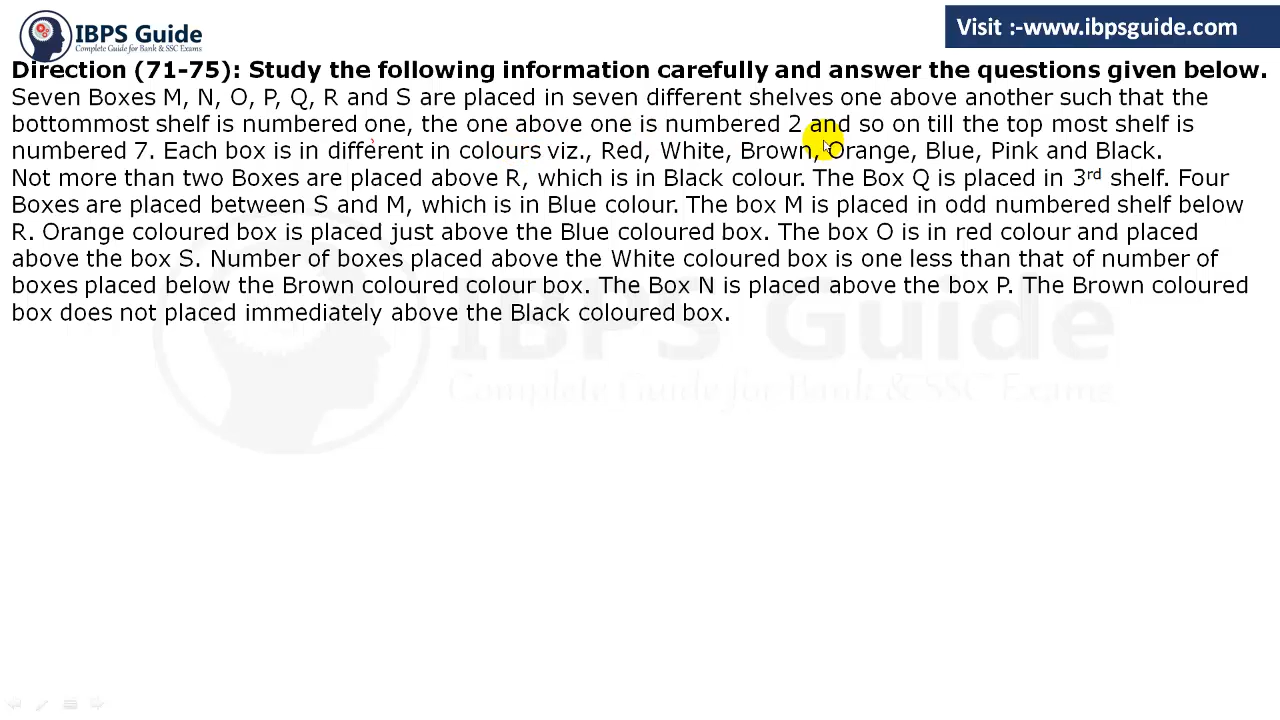 IBPS Guide
Complete Guide for Bank & SSC Exams
Visit :-www.ibpsguide.com
Direction (71-75): Study the following information carefully and answer the questions given below.
Seven Boxes M, N, O, P, Q, R and S are placed in seven different shelves one above another such that the
bottommost shelf is numbered one, the one above one is numbered 2 and so on till the top most shelf is
numbered 7. Each box is in different in colours viz., Red, White, Brown, Orange, Blue, Pink and Black.
Not more than two Boxes are placed above R, which is in Black colour. The Box Q is placed in 3rd shelf. Four
Boxes are placed between S and M, which is in Blue colour. The box M is placed in odd numbered shelf below
R. Orange coloured box is placed just above the Blue coloured box. The box O is in red colour and placed
above the box S. Number of boxes placed above the White coloured box is one less than that of number of
boxes placed below the Brown coloured colour box. The Box N is placed above the box P. The Brown coloured
box does not placed immediately above the Black coloured box.
IBPS Guide
Complete Guide for Bank & SSC Exams